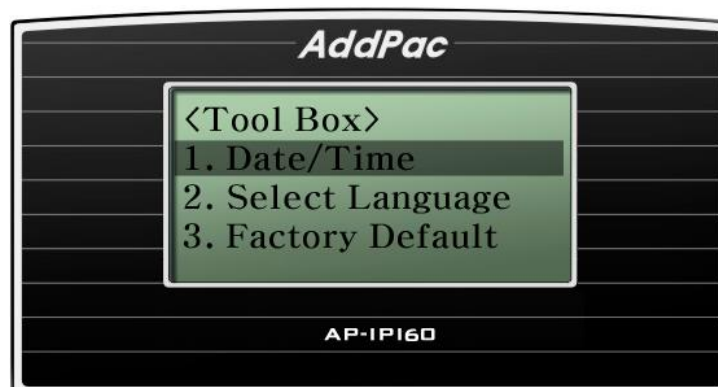 AddPac
<Tool Box>
1. Date/Time
2. Select Language
3. Factory Default
AP-IP160